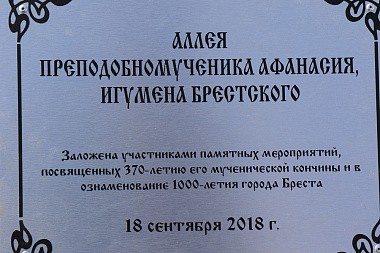 АЛЛЕЯ
ПРЕПОДОБНОМУЧЕНИКА АФАНАСИЯ,
ИГУМЕНА БРЕСТСКОГО
Заложена участниками памятных мероприятий,
посвященных 370-летию его мученической кончины и в
ознаменование 1000-летия города Бреста
18 сентября 2018 г.